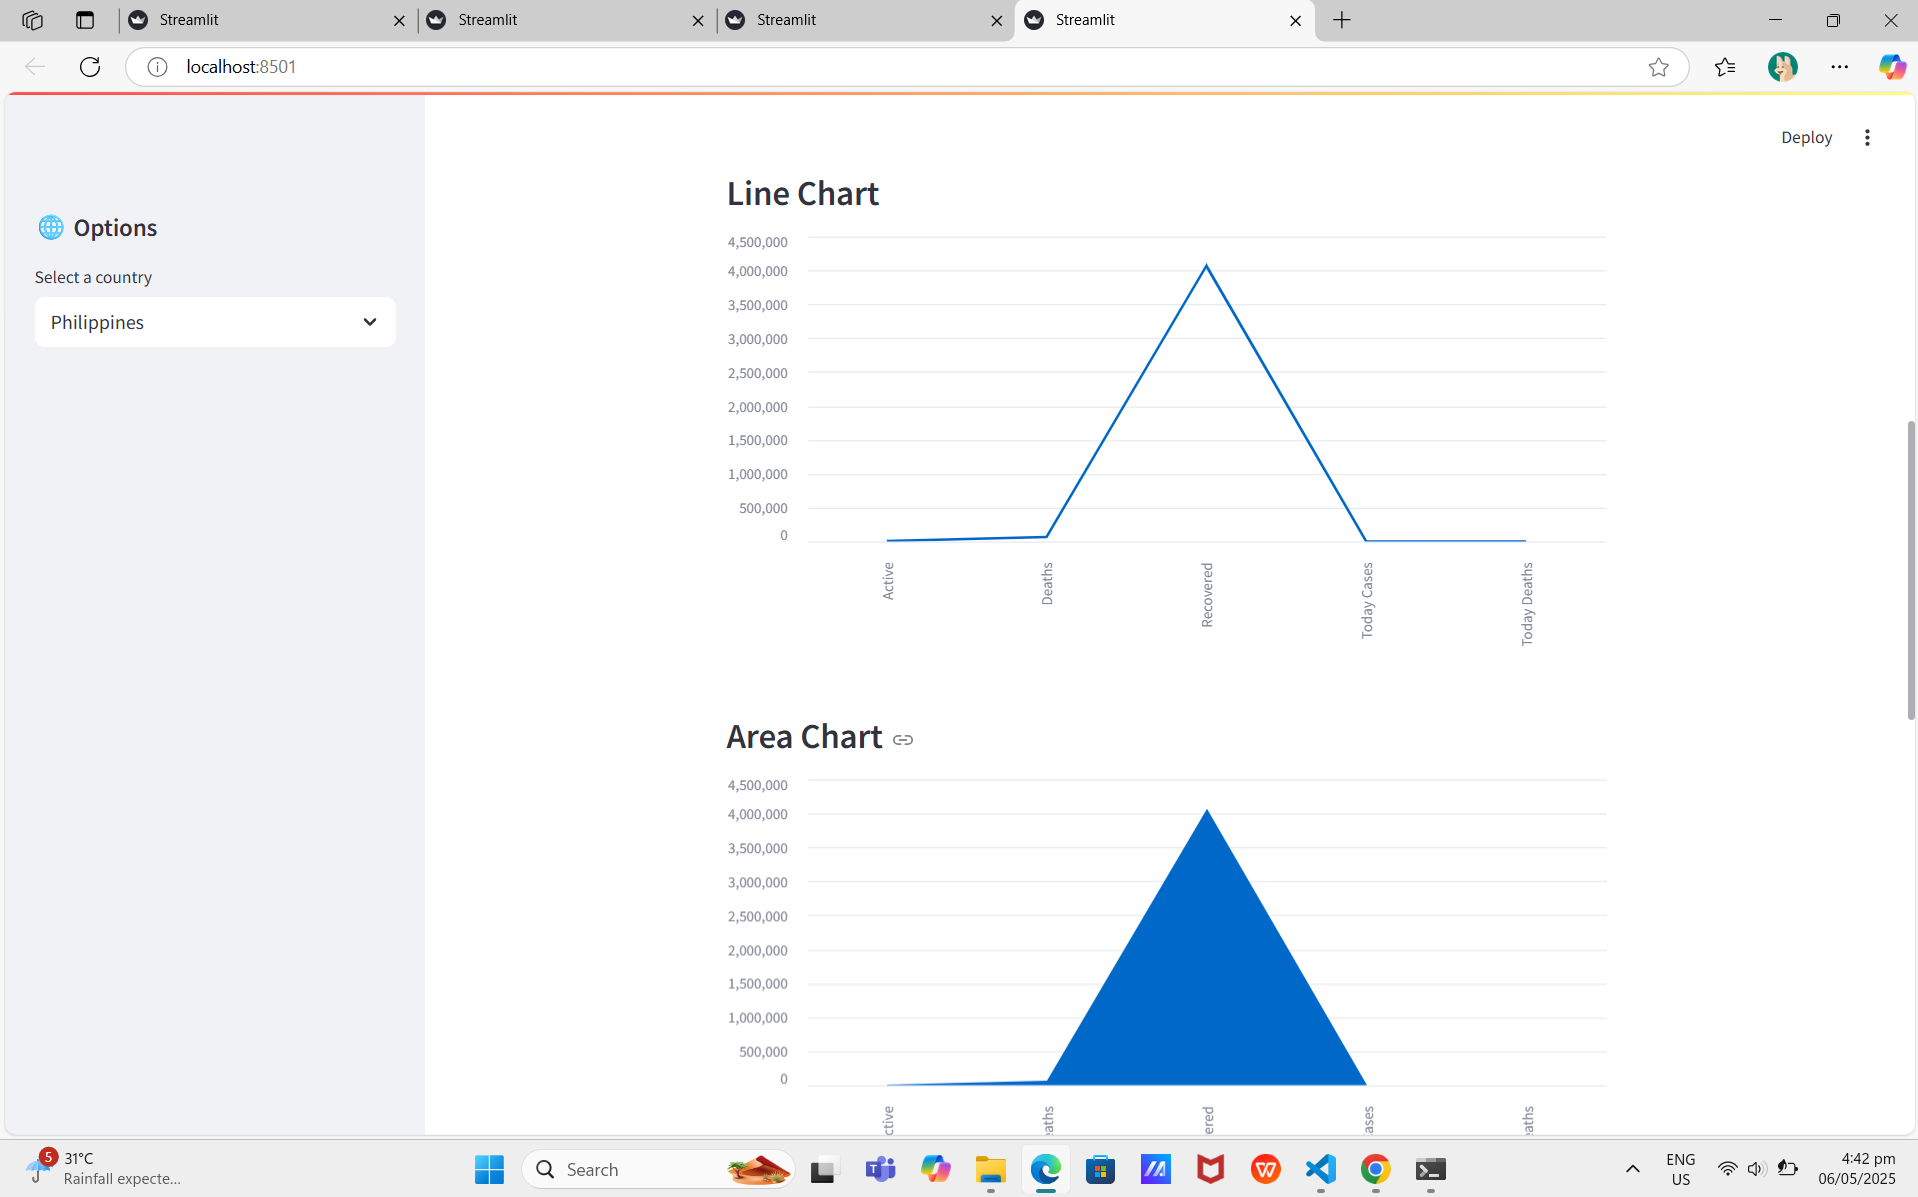 Streamlit
Streamlit
Streamlit
Streamlit
localhost:8501
Deploy
Options
Select a country
Philippines
Line Chart
4,500,000
4,000,000
3,500,000
3,000,000
2,500,000
2,000,000
1,500,000
1,000,000
500,000
0
Active
Deaths
Recovered
Today Cases
Today Deaths
Area Chart
4,500,000
4,000,000
3,500,000
3,000,000
2,500,000
2,000,000
1,500,000
1,000,000
500,000
0
ctive
eaths
ered
ases
eaths
5
31°C
Rainfall expecte...
Search
ENG
US
4:42 pm
06/05/2025